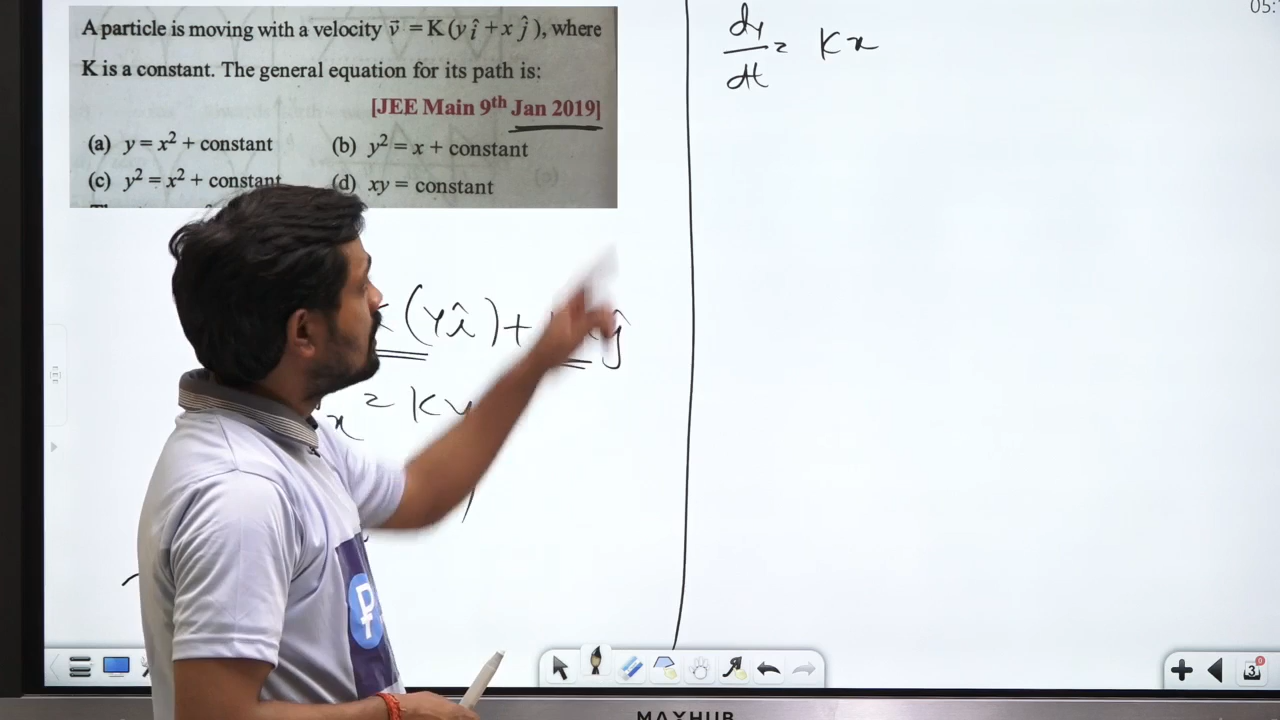 A particle is moving with a velocity v⃗ = K(y î + x ĵ), where
K is a constant. The general equation for its path is:
[JEE Main 9th Jan 2019]
(a) y = x² + constant
(b) y² = x + constant
(c) y² = x² + constant
(d) xy = constant
(y î) +
x = Ky
dy/dt = Kx
05:
3
MAXHUB